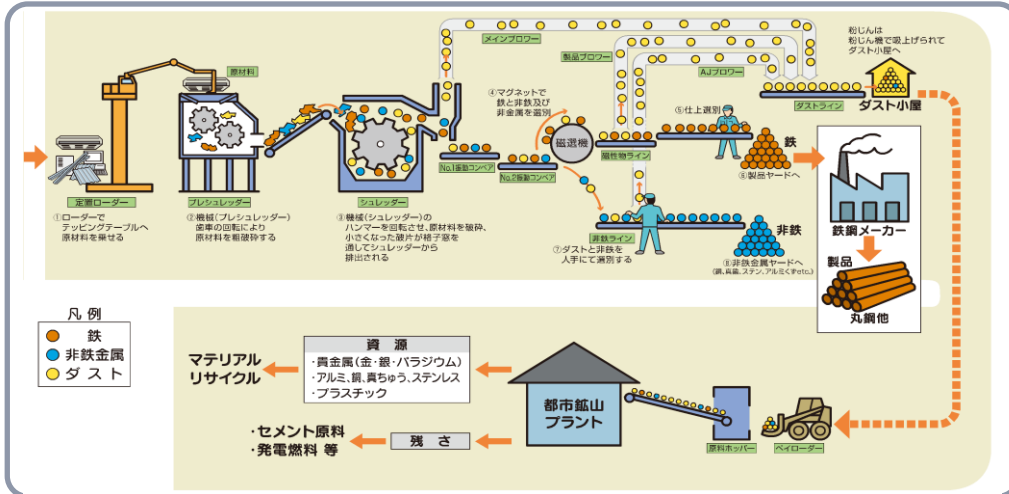 メインブロワー
製品ブロワー
AJブロワー
粉じんは
粉じん機で吸上げられて
ダスト小屋へ
ダストライン
ダスト小屋
原材料
④マグネットで
鉄と非鉄及び
非金属を選別
磁選機
⑤仕上選別
鉄
⑥製品ヤードへ
No.1振動コンベア
No.2振動コンベア
磁性物ライン
定置ローダー
①ローダーで
テッピングテーブルへ
原材料を乗せる
プレシュレッダー
②機械(プレシュレッダー)
歯車の回転により
原材料を粗破砕する
シュレッダー
③機械(シュレッダー)の
ハンマーを回転させ、原材料を破砕、
小さくなった破片が格子窓を
通してシュレッダーから
排出される
非鉄ライン
⑦ダストと非鉄を
人手にて選別する
非鉄
⑧非鉄金属ヤードへ
(銅、真鍮、ステン、アルミくずetc.)
鉄鋼メーカー
製品
丸鋼他
凡例
鉄
非鉄金属
ダスト
マテリアル
リサイクル
資源
・貴金属(金・銀・パラジウム)
・アルミ、銅、真ちゅう、ステンレス
・プラスチック
・セメント原料
・発電燃料 等
残さ
都市鉱山
プラント
原料ホッパー
ペイローダー